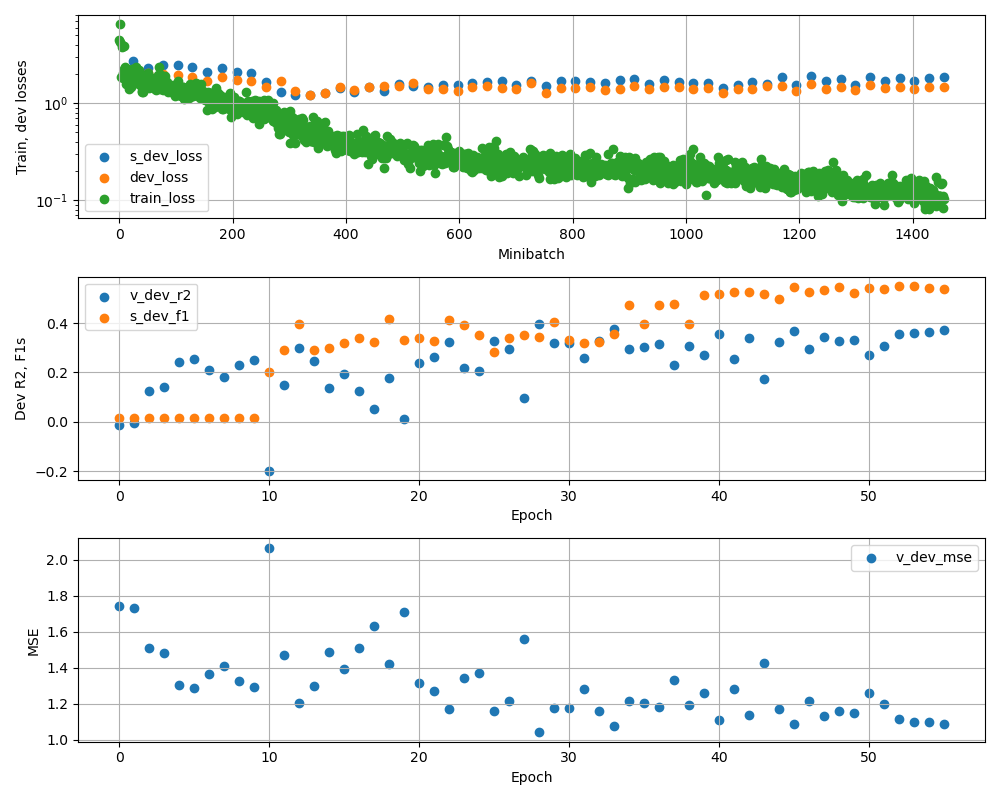 Train, dev losses
10⁰
10⁻¹
s_dev_loss
dev_loss
train_loss
0 200 400 600 800 1000 1200 1400
Minibatch
Dev R2, F1s
0.4
0.2
0.0
−0.2
v_dev_r2
s_dev_f1
0 10 20 30 40 50
Epoch
MSE
2.0
1.8
1.6
1.4
1.2
1.0
v_dev_mse
0 10 20 30 40 50
Epoch